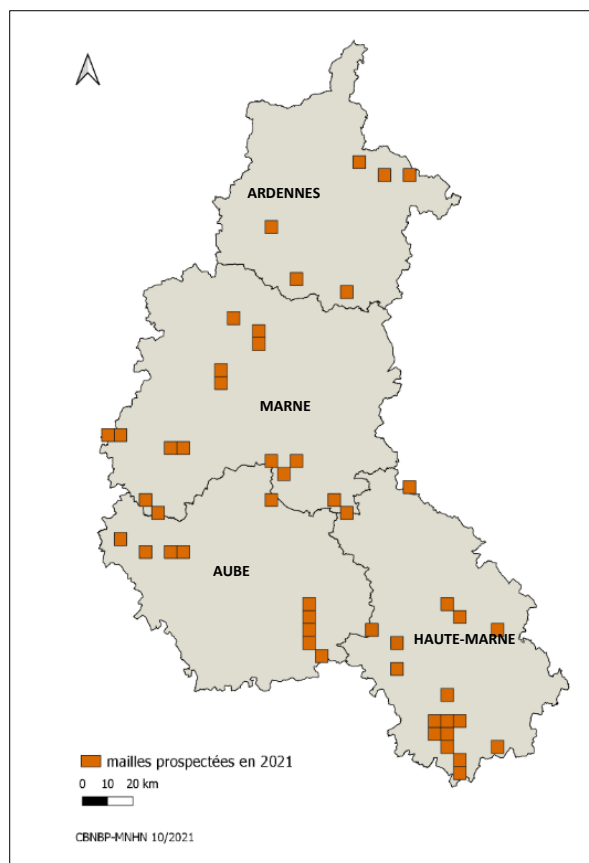 ARDENNES
MARNE
AUBE
HAUTE-MARNE
mailles prospectées en 2021
0 10 20 km
CBNBP-MNHN 10/2021